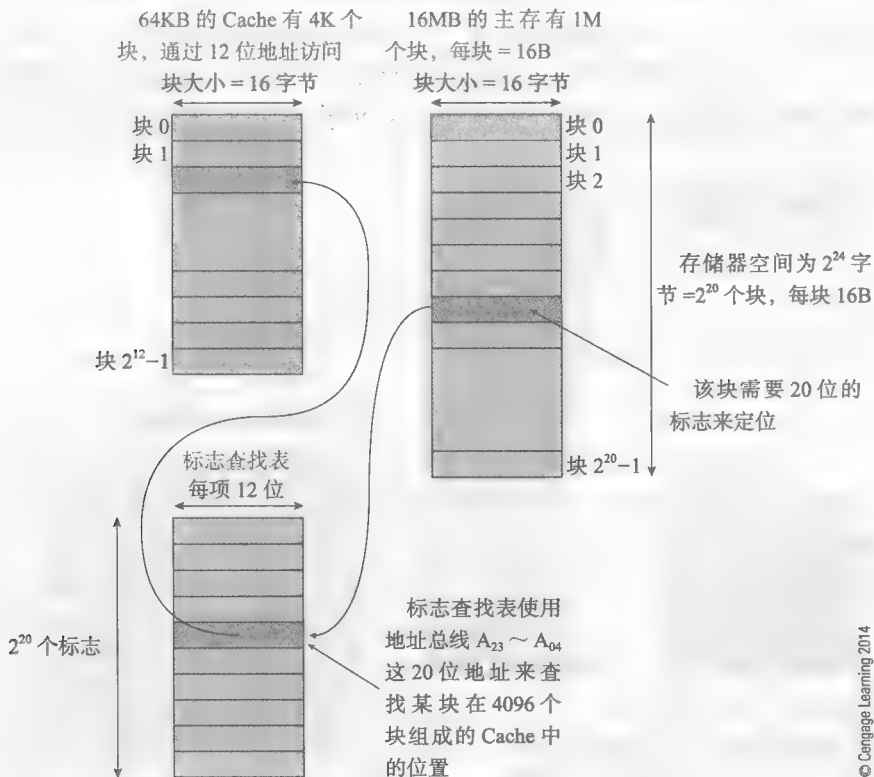 64KB 的 Cache 有 4K 个
块，通过 12 位地址访问
块大小 = 16 字节
16MB 的主存有 1M
个块，每块 = 16B
块大小 = 16 字节
块 0
块 1
块 2¹²−1
块 0
块 1
块 2
块 2²⁰−1
存储器空间为 2²⁴ 字
节 =2²⁰ 个块，每块 16B
该块需要 20 位的
标志来定位
标志查找表
每项 12 位
2²⁰ 个标志
标志查找表使用
地址总线 A₂₃ ～ A₀₄
这 20 位地址来查
找某块在 4096 个
块组成的 Cache 中
的位置
© Cengage Learning 2014